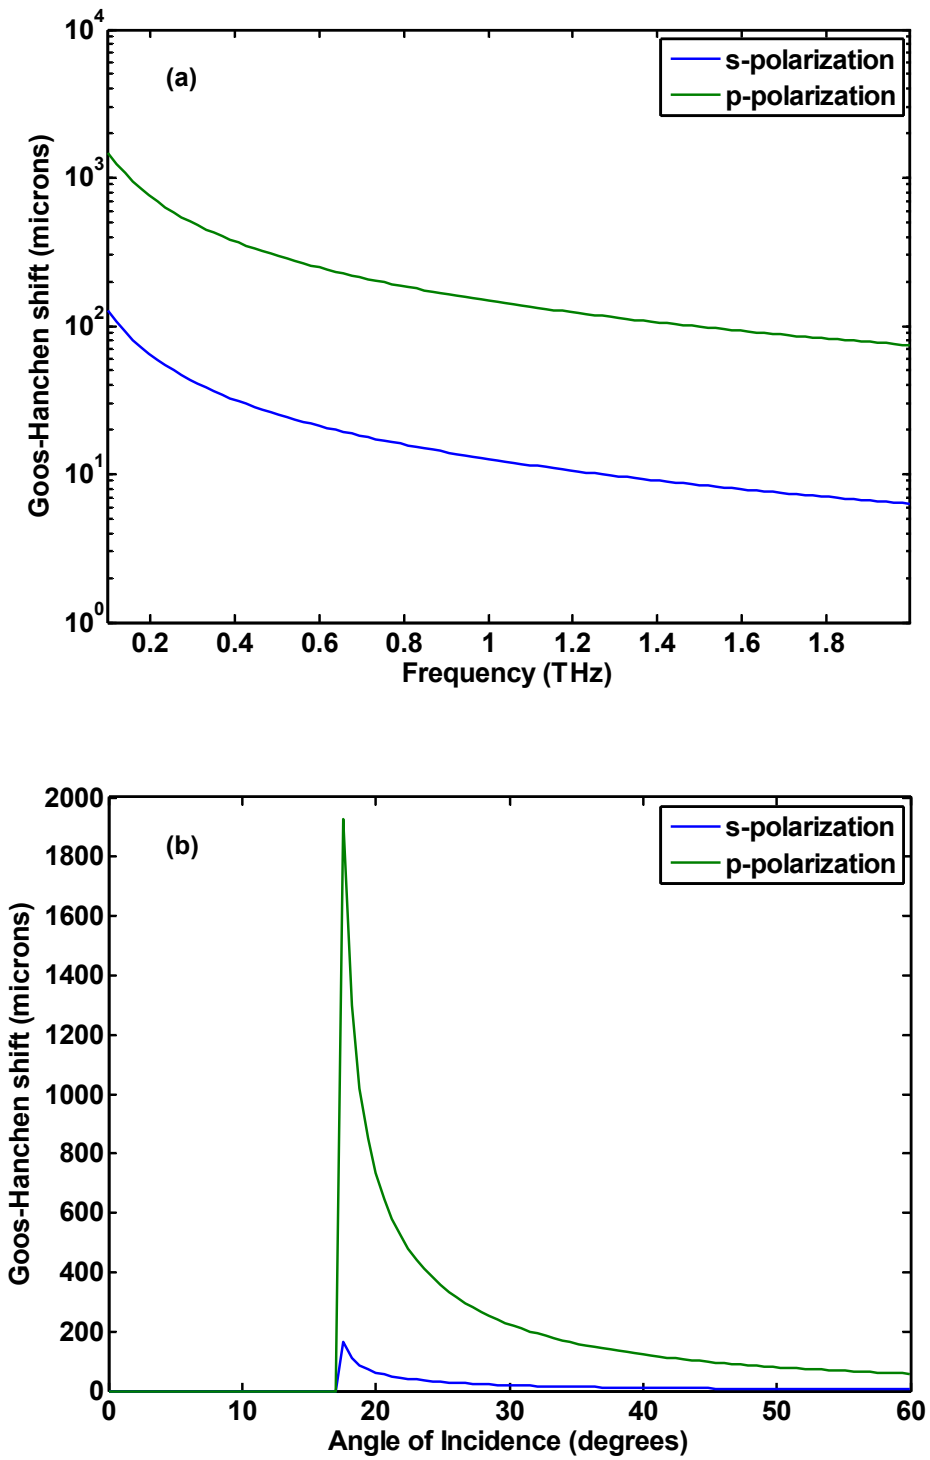 (a)
s-polarization
p-polarization
Goos-Hanchen shift (microns)
10^4
10^3
10^2
10^1
10^0
0.2 0.4 0.6 0.8 1 1.2 1.4 1.6 1.8
Frequency (THz)
(b)
s-polarization
p-polarization
Goos-Hanchen shift (microns)
2000
1800
1600
1400
1200
1000
800
600
400
200
0
0 10 20 30 40 50 60
Angle of Incidence (degrees)